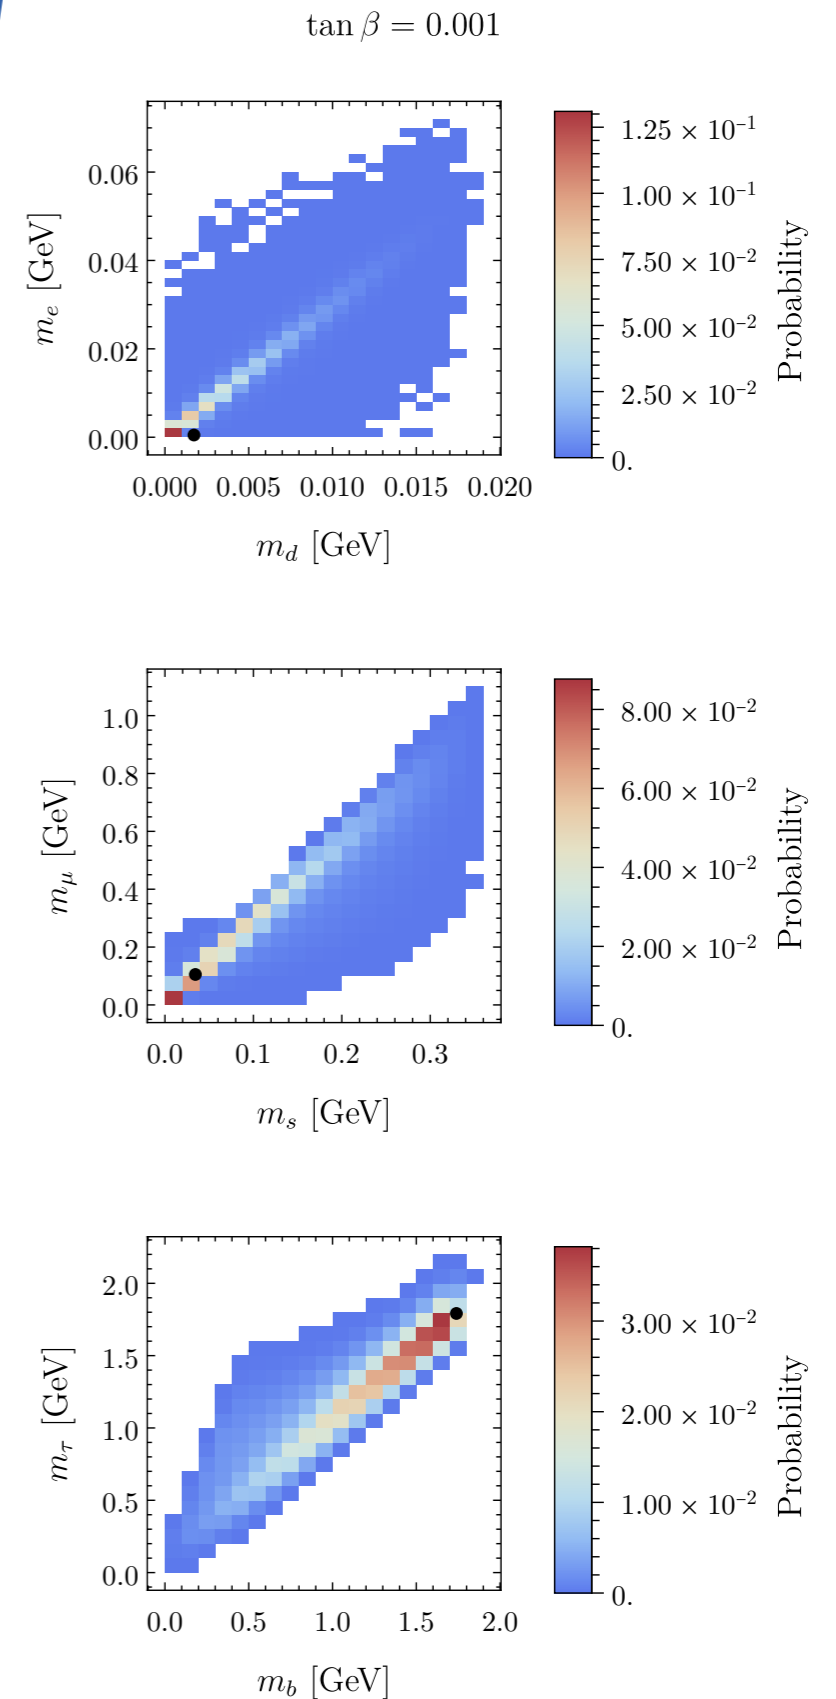 tan β = 0.001
0.06
0.04
0.02
0.00
m_e [GeV]
0.000 0.005 0.010 0.015 0.020
m_d [GeV]
1.25 × 10⁻¹
1.00 × 10⁻¹
7.50 × 10⁻²
5.00 × 10⁻²
2.50 × 10⁻²
0.
Probability
1.0
0.8
0.6
0.4
0.2
0.0
m_μ [GeV]
0.0 0.1 0.2 0.3
m_s [GeV]
8.00 × 10⁻²
6.00 × 10⁻²
4.00 × 10⁻²
2.00 × 10⁻²
0.
Probability
2.0
1.5
1.0
0.5
0.0
m_τ [GeV]
0.0 0.5 1.0 1.5 2.0
m_b [GeV]
3.00 × 10⁻²
2.00 × 10⁻²
1.00 × 10⁻²
0.
Probability